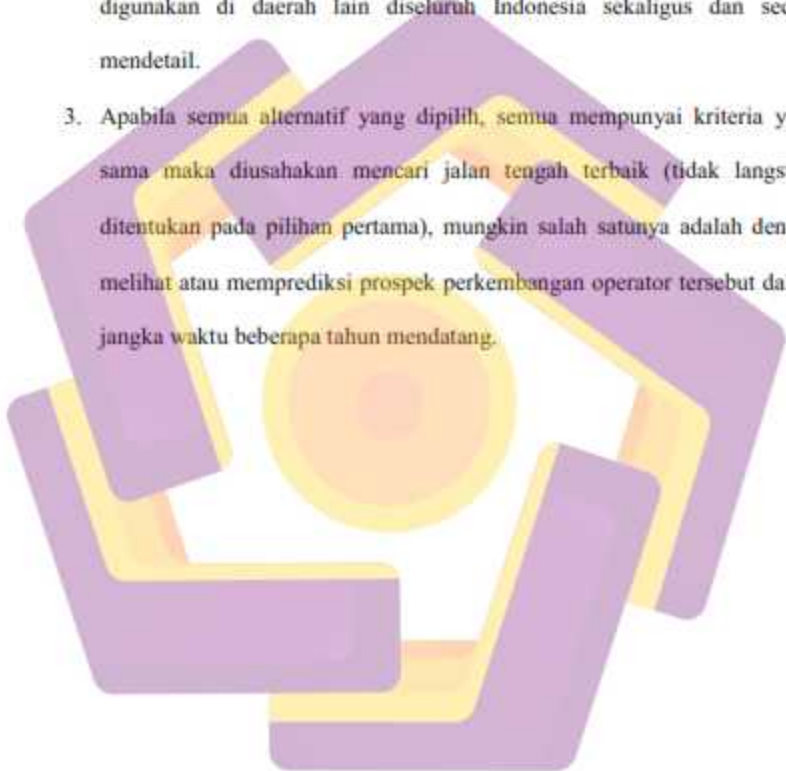 digunakan di daerah lain diseluruh Indonesia sekaligus dan sec
mendetail.
3. Apabila semua alternatif yang dipilih, semua mempunyai kriteria y
sama maka diusahakan mencari jalan tengah terbaik (tidak langs
ditentukan pada pilihan pertama), mungkin salah satunya adalah den
melihat atau memprediksi prospek perkembangan operator tersebut da
jangka waktu beberapa tahun mendatang.